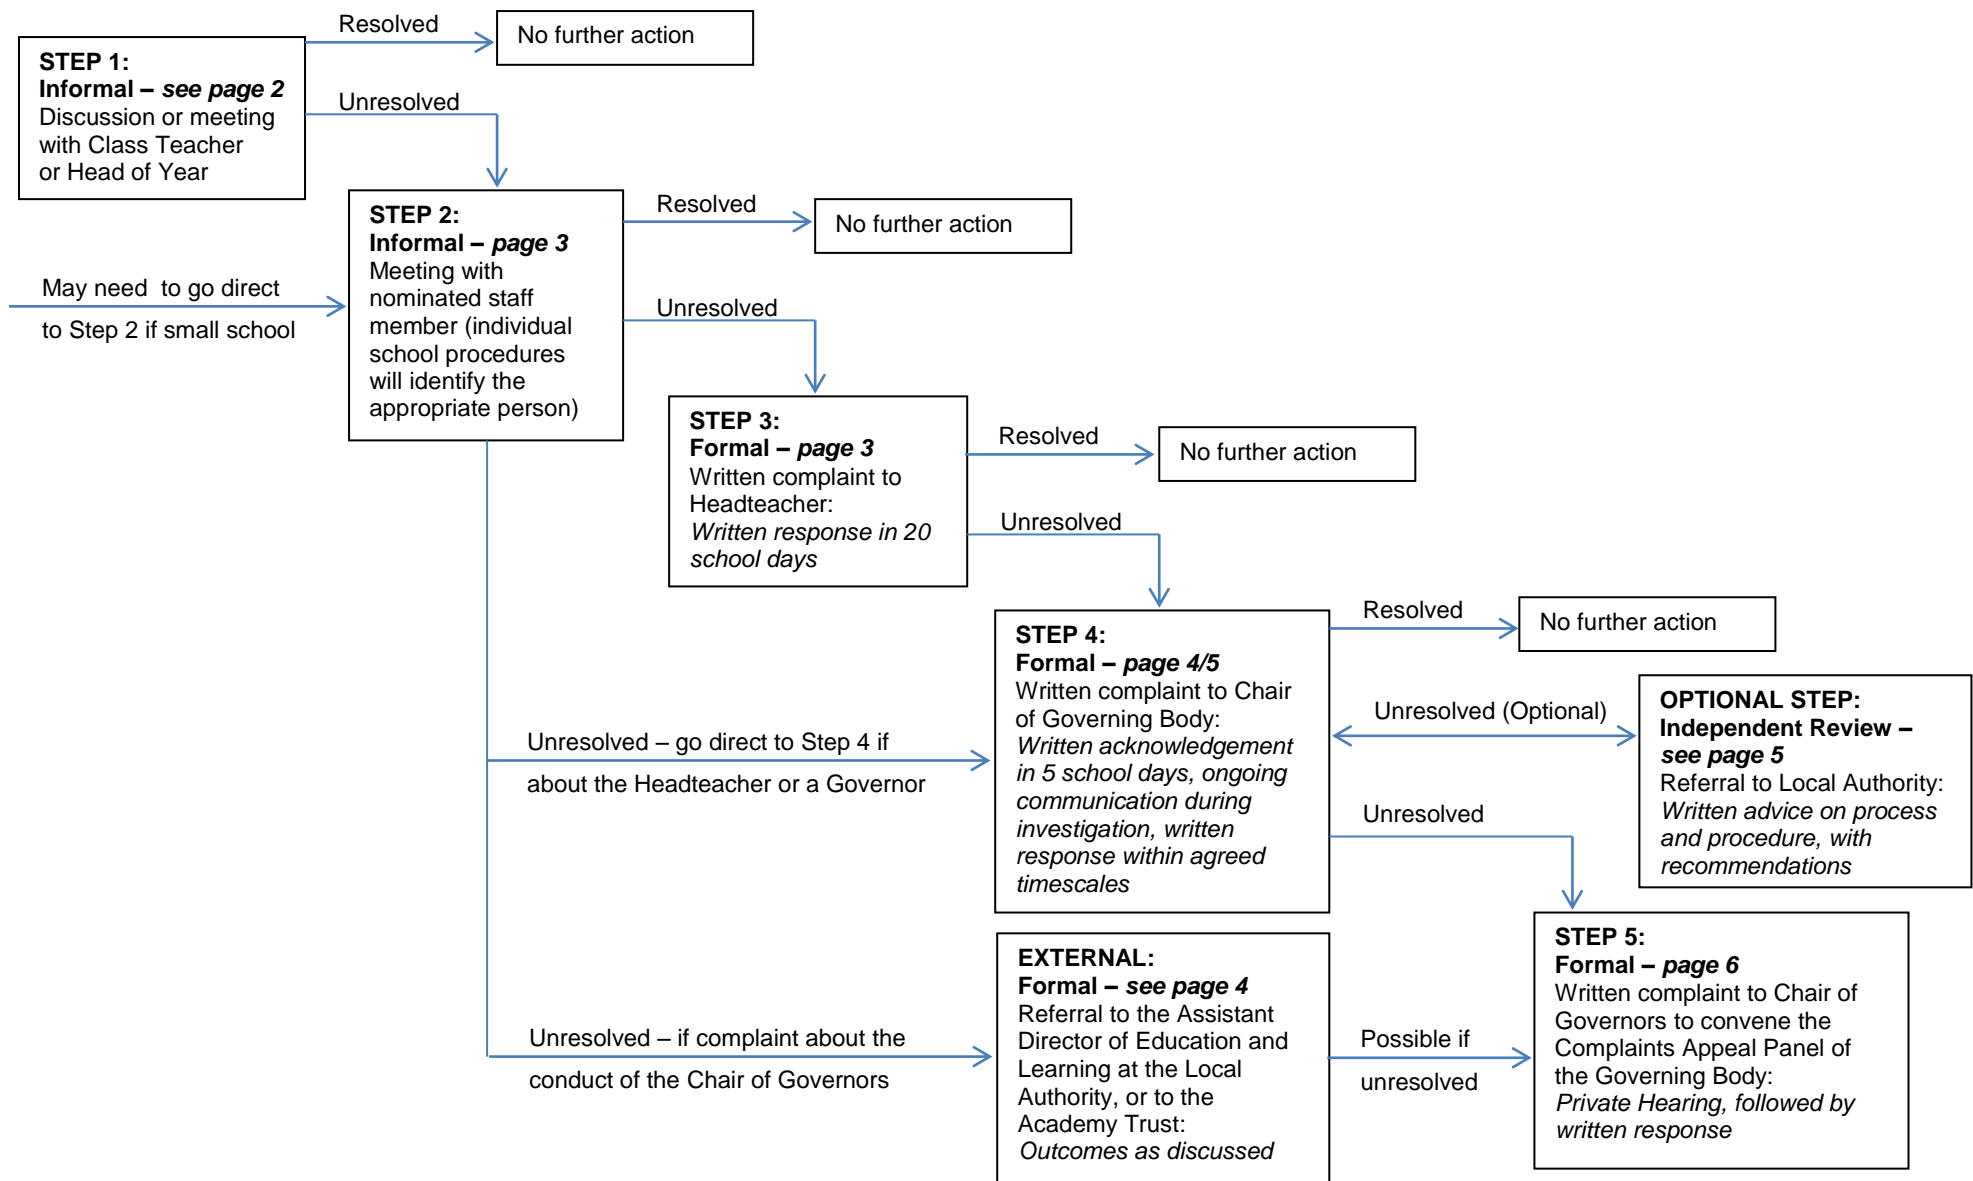 Resolved
No further action
STEP 1:
Informal – see page 2
Discussion or meeting
with Class Teacher
or Head of Year
Unresolved
STEP 2:
Informal – page 3
Meeting with
nominated staff
member (individual
school procedures
will identify the
appropriate person)
Resolved
No further action
May need  to go direct
to Step 2 if small school
Unresolved
STEP 3:
Formal – page 3
Written complaint to
Headteacher:
Written response in 20
school days
Resolved
No further action
Unresolved
STEP 4:
Formal – page 4/5
Written complaint to Chair
of Governing Body:
Written acknowledgement
in 5 school days, ongoing
communication during
investigation, written
response within agreed
timescales
Resolved
No further action
Unresolved (Optional)
OPTIONAL STEP:
Independent Review –
see page 5
Referral to Local Authority:
Written advice on process
and procedure, with
recommendations
Unresolved – go direct to Step 4 if
about the Headteacher or a Governor
Unresolved
EXTERNAL:
Formal – see page 4
Referral to the Assistant
Director of Education and
Learning at the Local
Authority, or to the
Academy Trust:
Outcomes as discussed
Unresolved – if complaint about the
conduct of the Chair of Governors
Possible if
unresolved
STEP 5:
Formal – page 6
Written complaint to Chair of
Governors to convene the
Complaints Appeal Panel of
the Governing Body:
Private Hearing, followed by
written response